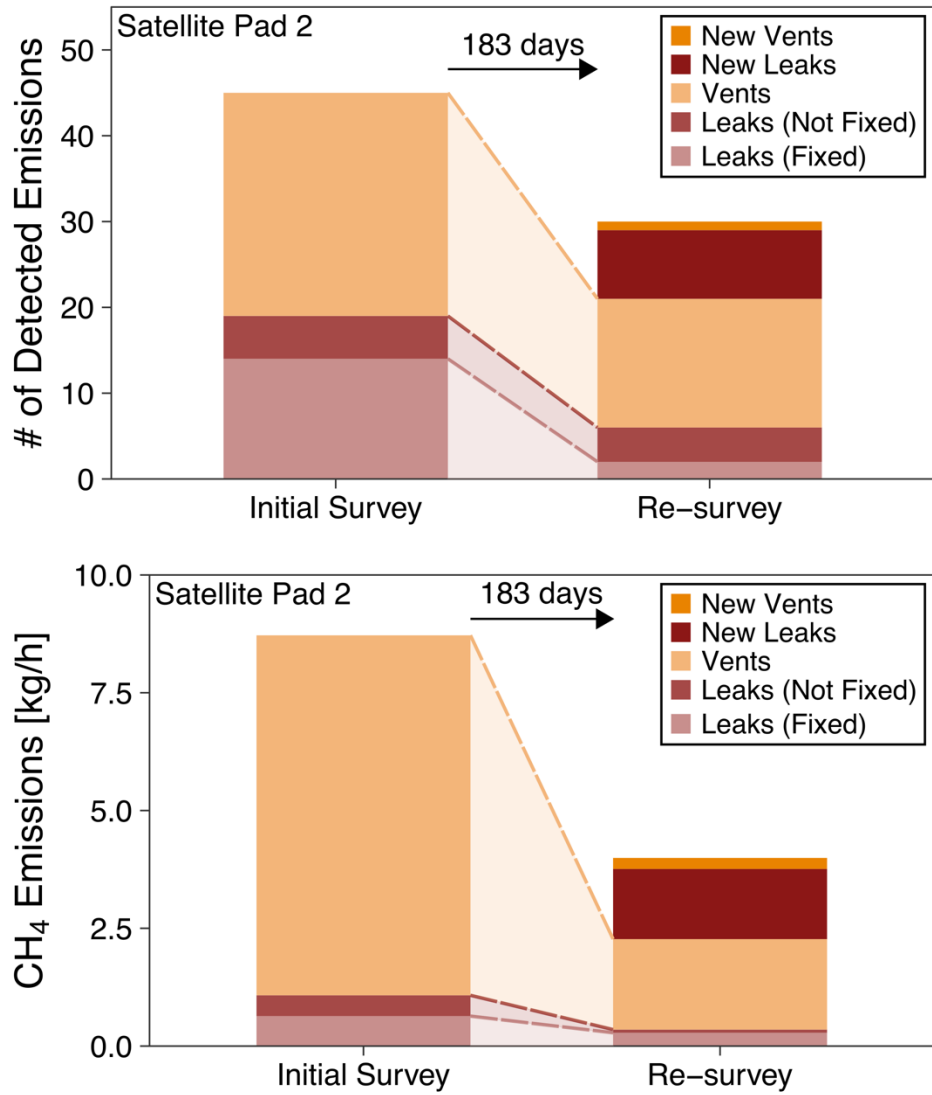 Satellite Pad 2
183 days
New Vents
New Leaks
Vents
Leaks (Not Fixed)
Leaks (Fixed)
# of Detected Emissions
50
40
30
20
10
0
Initial Survey
Re−survey
Satellite Pad 2
183 days
New Vents
New Leaks
Vents
Leaks (Not Fixed)
Leaks (Fixed)
CH₄ Emissions [kg/h]
10.0
7.5
5.0
2.5
0.0
Initial Survey
Re−survey